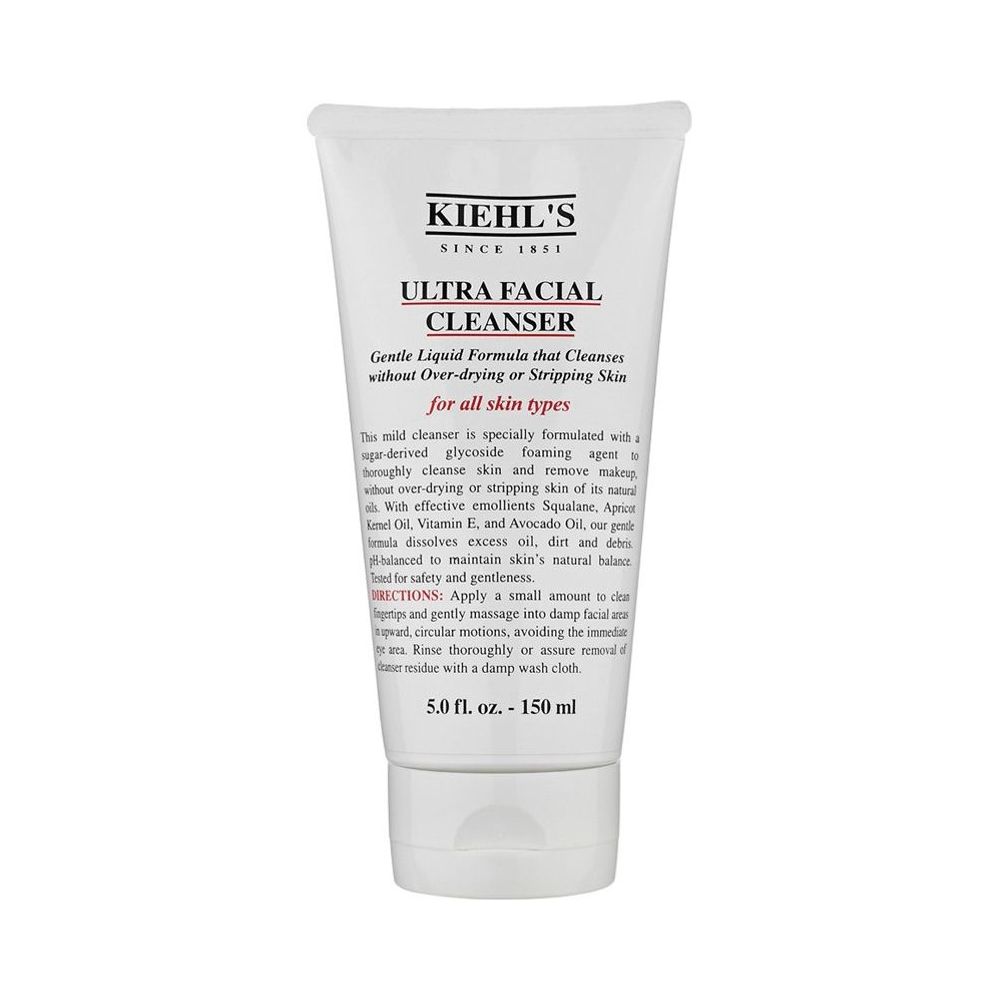 KIEHL'S
SINCE 1851
ULTRA FACIAL
CLEANSER
Gentle Liquid Formula that Cleanses
without Over-drying or Stripping Skin
for all skin types
This mild cleanser is specially formulated with a
sugar-derived glycoside foaming agent to
thoroughly cleanse skin and remove makeup,
without over-drying or stripping skin of its natural
oils. With effective emollients Squalane, Apricot
Kernel Oil, Vitamin E, and Avocado Oil, our gentle
formula dissolves excess oil, dirt and debris.
pH-balanced to maintain skin's natural balance.
Tested for safety and gentleness.
DIRECTIONS: Apply a small amount to clean
fingertips and gently massage into damp facial areas
in upward, circular motions, avoiding the immediate
eye area. Rinse thoroughly or assure removal of
cleanser residue with a damp wash cloth.
5.0 fl. oz. - 150 ml